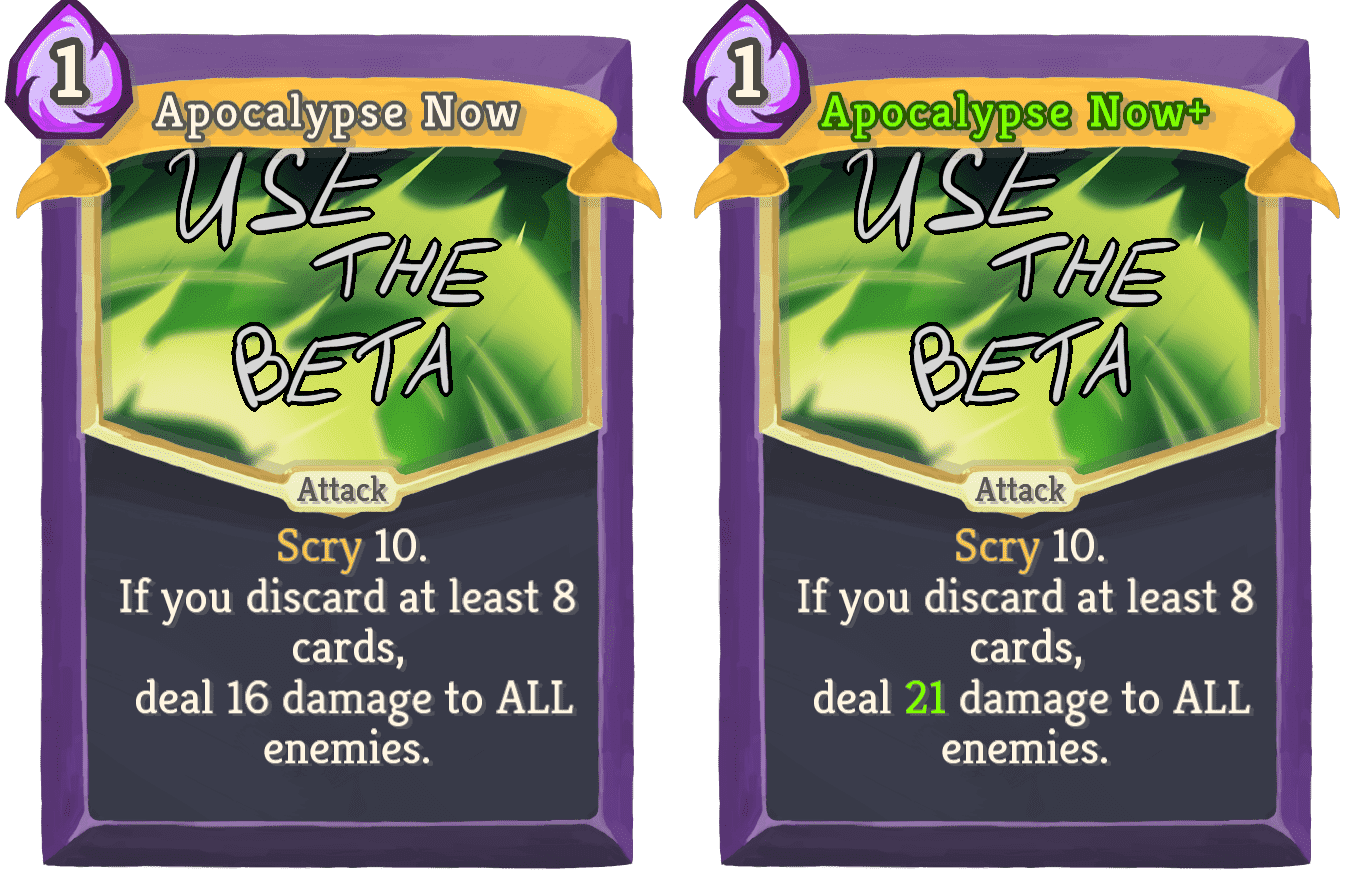 1
Apocalypse Now
USE
THE
BETA
Attack
Scry 10.
If you discard at least 8
cards,
deal 16 damage to ALL
enemies.
1
Apocalypse Now+
USE
THE
BETA
Attack
Scry 10.
If you discard at least 8
cards,
deal 21 damage to ALL
enemies.